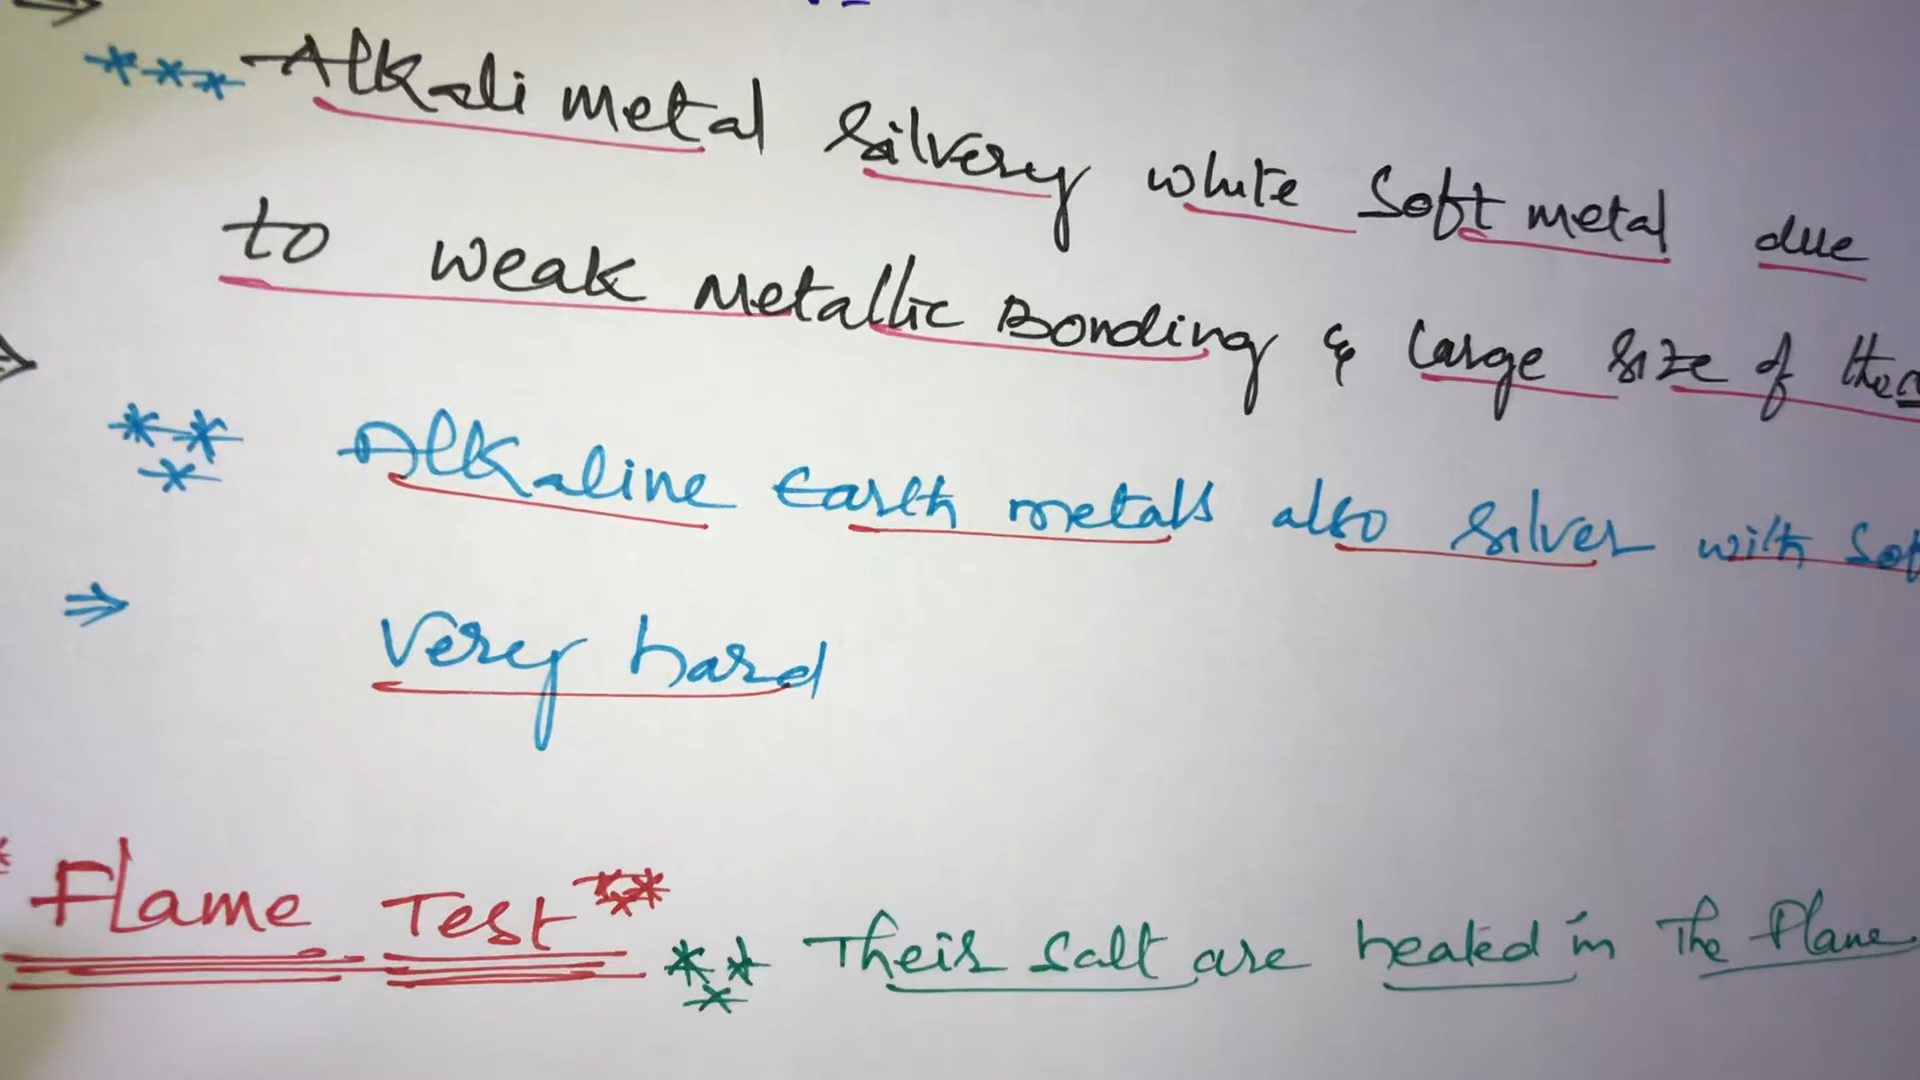 *** Alkali metal silvery white soft metal due
to weak metallic Bonding & large size of the
** Alkaline Earth metals also silver with
*
⇒ Very hard
Flame Test ***
*** Their salt are heated in The Flame